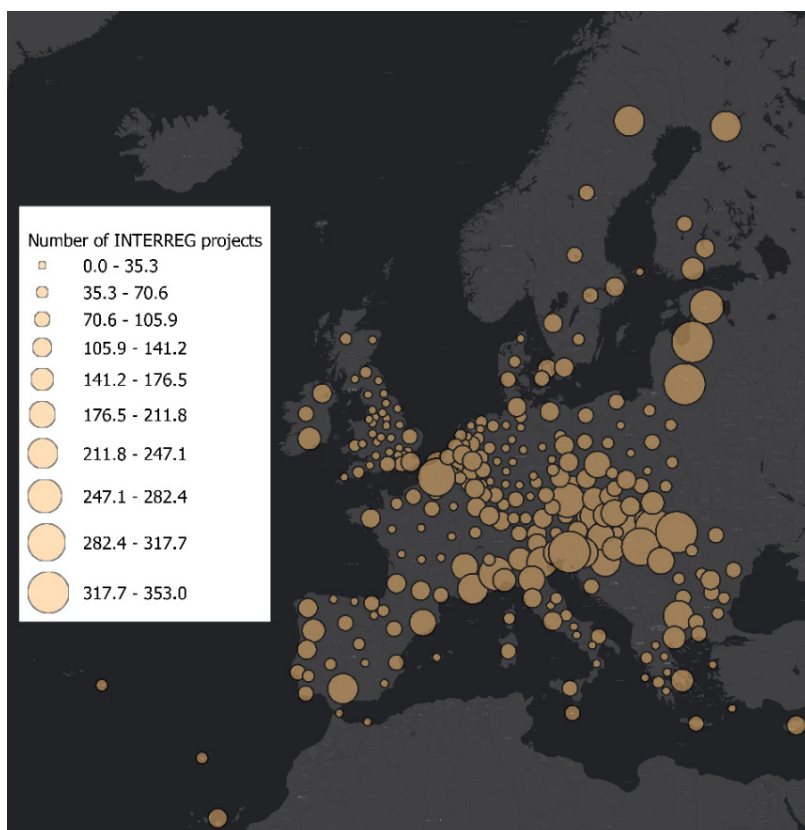 Number of INTERREG projects
0.0 - 35.3
35.3 - 70.6
70.6 - 105.9
105.9 - 141.2
141.2 - 176.5
176.5 - 211.8
211.8 - 247.1
247.1 - 282.4
282.4 - 317.7
317.7 - 353.0